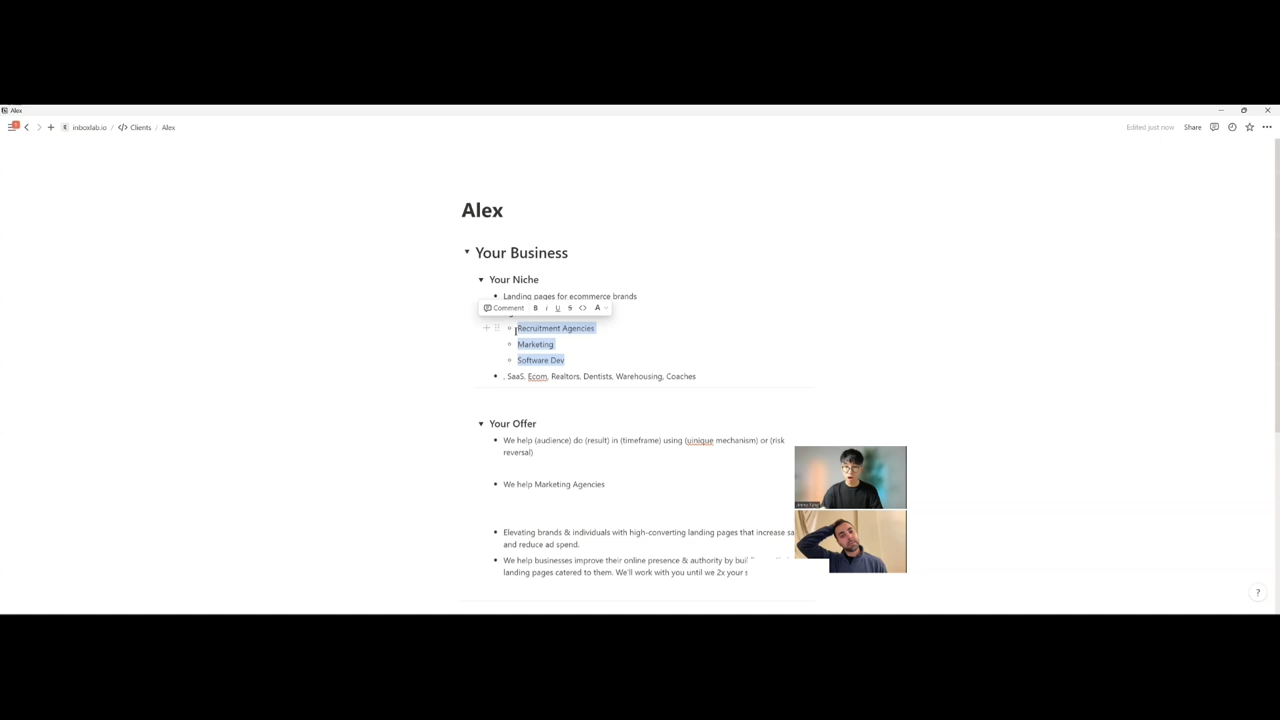 Alex
inboxlab.io / </> Clients / Alex
Edited just now Share
Alex
Your Business
Your Niche
Landing pages for ecommerce brands
Comment B i U S <> A
Recruitment Agencies
Marketing
Software Dev
. SaaS. Ecom, Realtors, Dentists, Warehousing, Coaches
Your Offer
We help (audience) do (result) in (timeframe) using (uinique mechanism) or (risk
reversal)
We help Marketing Agencies
Elevating brands & individuals with high-converting landing pages that increase
and reduce ad spend.
We help businesses improve their online presence & authority by
landing pages catered to them. We'll work with you until we 2x your
?